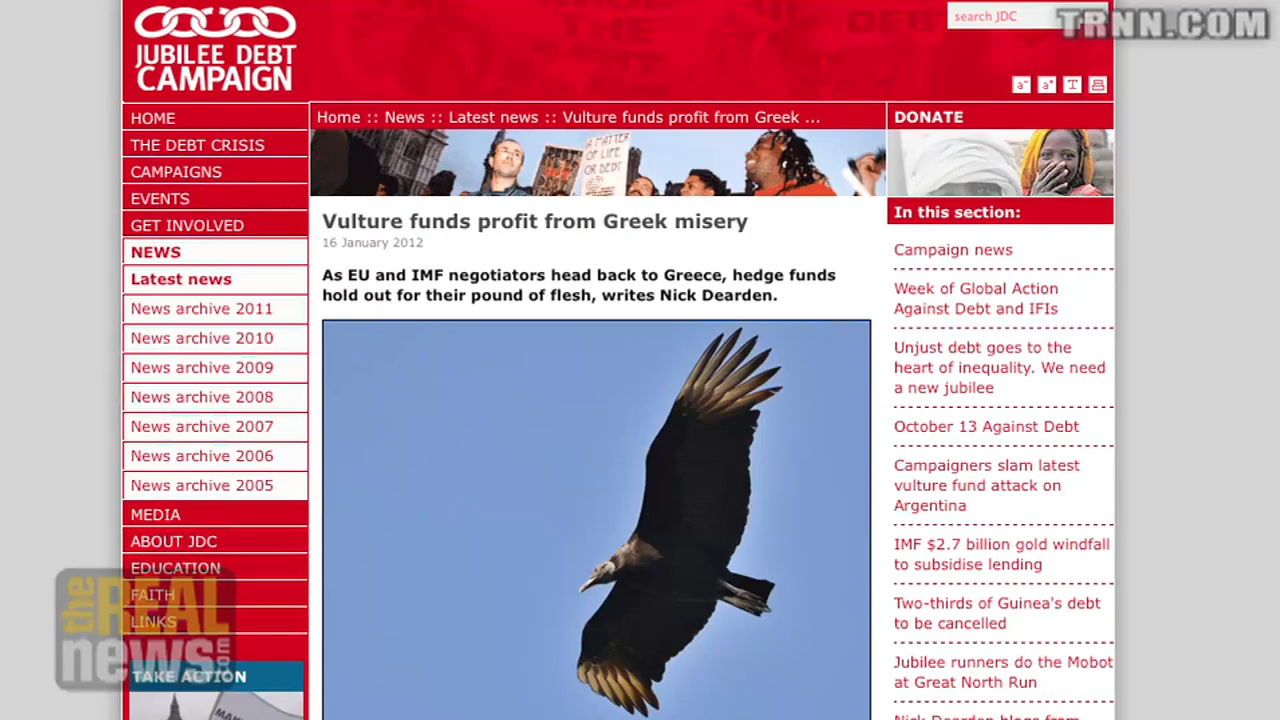 JUBILEE DEBT
CAMPAIGN
search JDC
TRNN.COM
HOME
THE DEBT CRISIS
CAMPAIGNS
EVENTS
GET INVOLVED
NEWS
Latest news
News archive 2011
News archive 2010
News archive 2009
News archive 2008
News archive 2007
News archive 2006
News archive 2005
MEDIA
ABOUT JDC
EDUCATION
FAITH
LINKS
TAKE ACTION
the REAL
news.com
Home :: News :: Latest news :: Vulture funds profit from Greek ...
A MATTER
OF LIFE
OR DEBT
Vulture funds profit from Greek misery
16 January 2012
As EU and IMF negotiators head back to Greece, hedge funds
hold out for their pound of flesh, writes Nick Dearden.
DONATE
In this section:
Campaign news
Week of Global Action
Against Debt and IFIs
Unjust debt goes to the
heart of inequality. We need
a new jubilee
October 13 Against Debt
Campaigners slam latest
vulture fund attack on
Argentina
IMF $2.7 billion gold windfall
to subsidise lending
Two-thirds of Guinea's debt
to be cancelled
Jubilee runners do the Mobot
at Great North Run
Nick Dearden blogs from